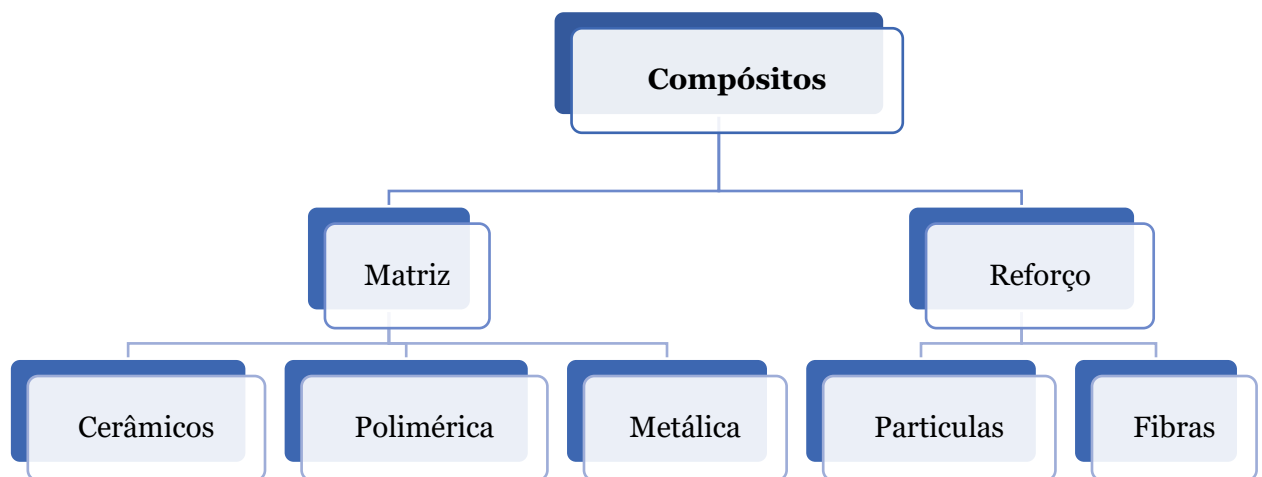 Compósitos
Matriz
Reforço
Cerâmicos
Polimérica
Metálica
Particulas
Fibras